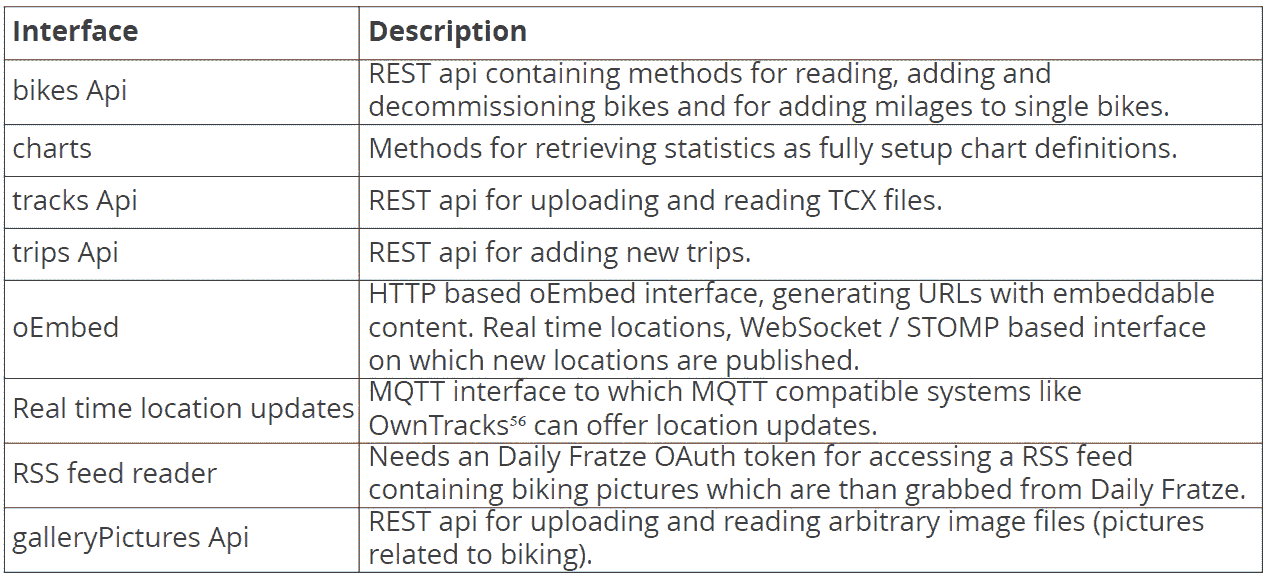 Interface Description
bikes Api
REST api containing methods for reading, adding and
decommissioning bikes and for adding milages to single bikes.
charts
Methods for retrieving statistics as fully setup chart definitions.
tracks Api
REST api for uploading and reading TCX files.
trips Api
REST api for adding new trips.
oEmbed
HTTP based oEmbed interface, generating URLs with embeddable
content. Real time locations, WebSocket / STOMP based interface
on which new locations are published.
Real time location updates
MQTT interface to which MQTT compatible systems like
OwnTracks⁵⁶ can offer location updates.
RSS feed reader
Needs an Daily Fratze OAuth token for accessing a RSS feed
containing biking pictures which are than grabbed from Daily Fratze.
galleryPictures Api
REST api for uploading and reading arbitrary image files (pictures
related to biking).